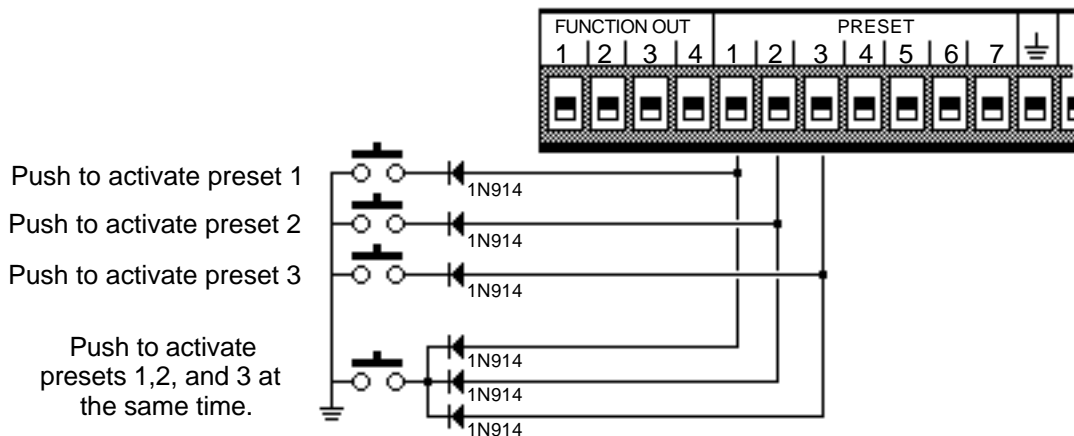 FUNCTION OUT PRESET
1 2 3 4 1 2 3 4 5 6 7
Push to activate preset 1
1N914
Push to activate preset 2
1N914
Push to activate preset 3
1N914
Push to activate
presets 1,2, and 3 at
the same time.
1N914
1N914
1N914